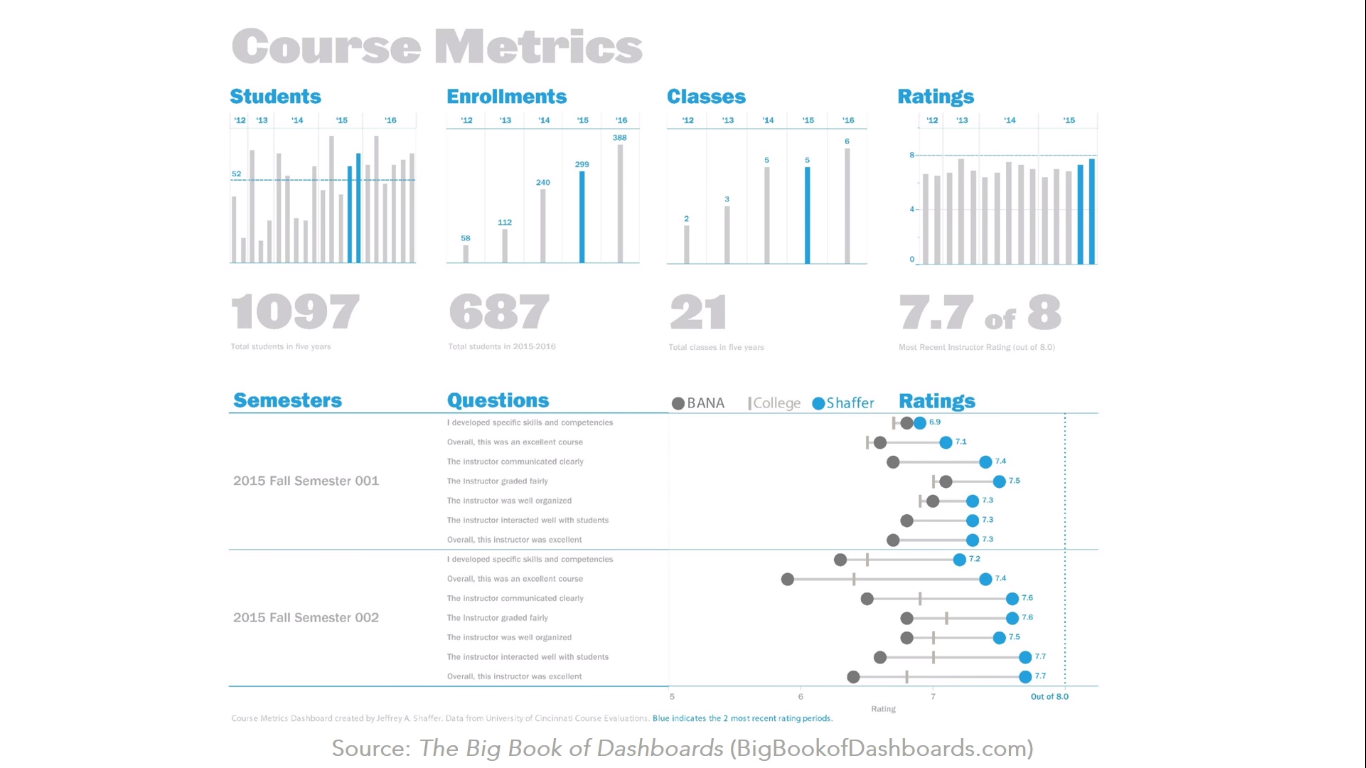 Course Metrics
Students
Enrollments
Classes
Ratings
'12 '13 '14 '15 '16
'12 '13 '14 '15 '16
'12 '13 '14 '15 '16
'12 '13 '14 '15
52
58 112 240 299 388
2 3 5 5 6
8
4
0
1097
687
21
7.7 of 8
Total students in five years
Total students in 2015-2016
Total classes in five years
Most Recent Instructor Rating (out of 8.0)
Semesters
Questions
BANA
College
Shaffer
Ratings
2015 Fall Semester 001
I developed specific skills and competencies 6.9
Overall, this was an excellent course 7.1
The instructor communicated clearly 7.4
The instructor graded fairly 7.5
The instructor was well organized 7.3
The instructor interacted well with students 7.3
Overall, this instructor was excellent 7.3
2015 Fall Semester 002
I developed specific skills and competencies 7.2
Overall, this was an excellent course 7.4
The instructor communicated clearly 7.6
The instructor graded fairly 7.6
The instructor was well organized 7.5
The instructor interacted well with students 7.7
Overall, this instructor was excellent 7.7
5 6 7 Out of 8.0
Rating
Course Metrics Dashboard created by Jeffrey A. Shaffer. Data from University of Cincinnati Course Evaluations. Blue indicates the 2 most recent rating periods.
Source: The Big Book of Dashboards (BigBookofDashboards.com)